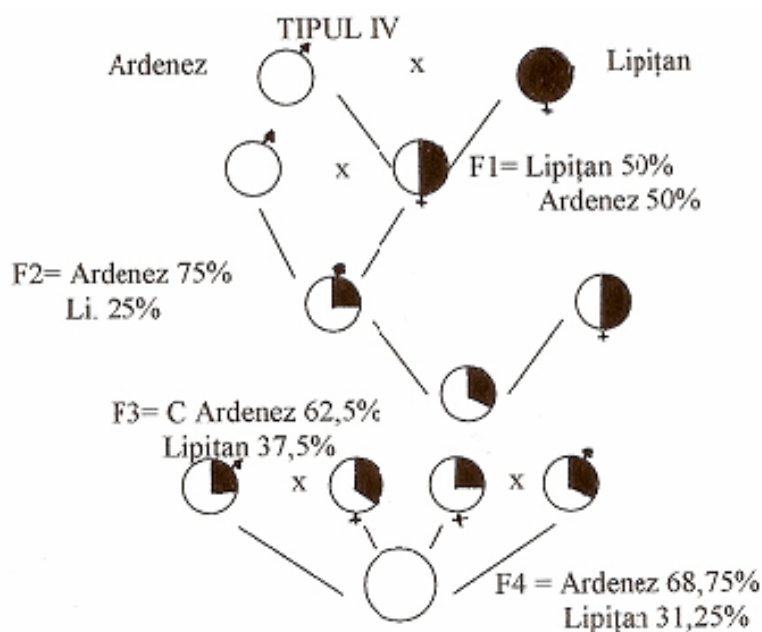 TIPUL IV
Ardenez x Lipițan
x F1= Lipițan 50%
Ardenez 50%
F2= Ardenez 75%
Li. 25%
F3= C Ardenez 62,5%
Lipițan 37,5%
x x
F4 = Ardenez 68,75%
Lipițan 31,25%